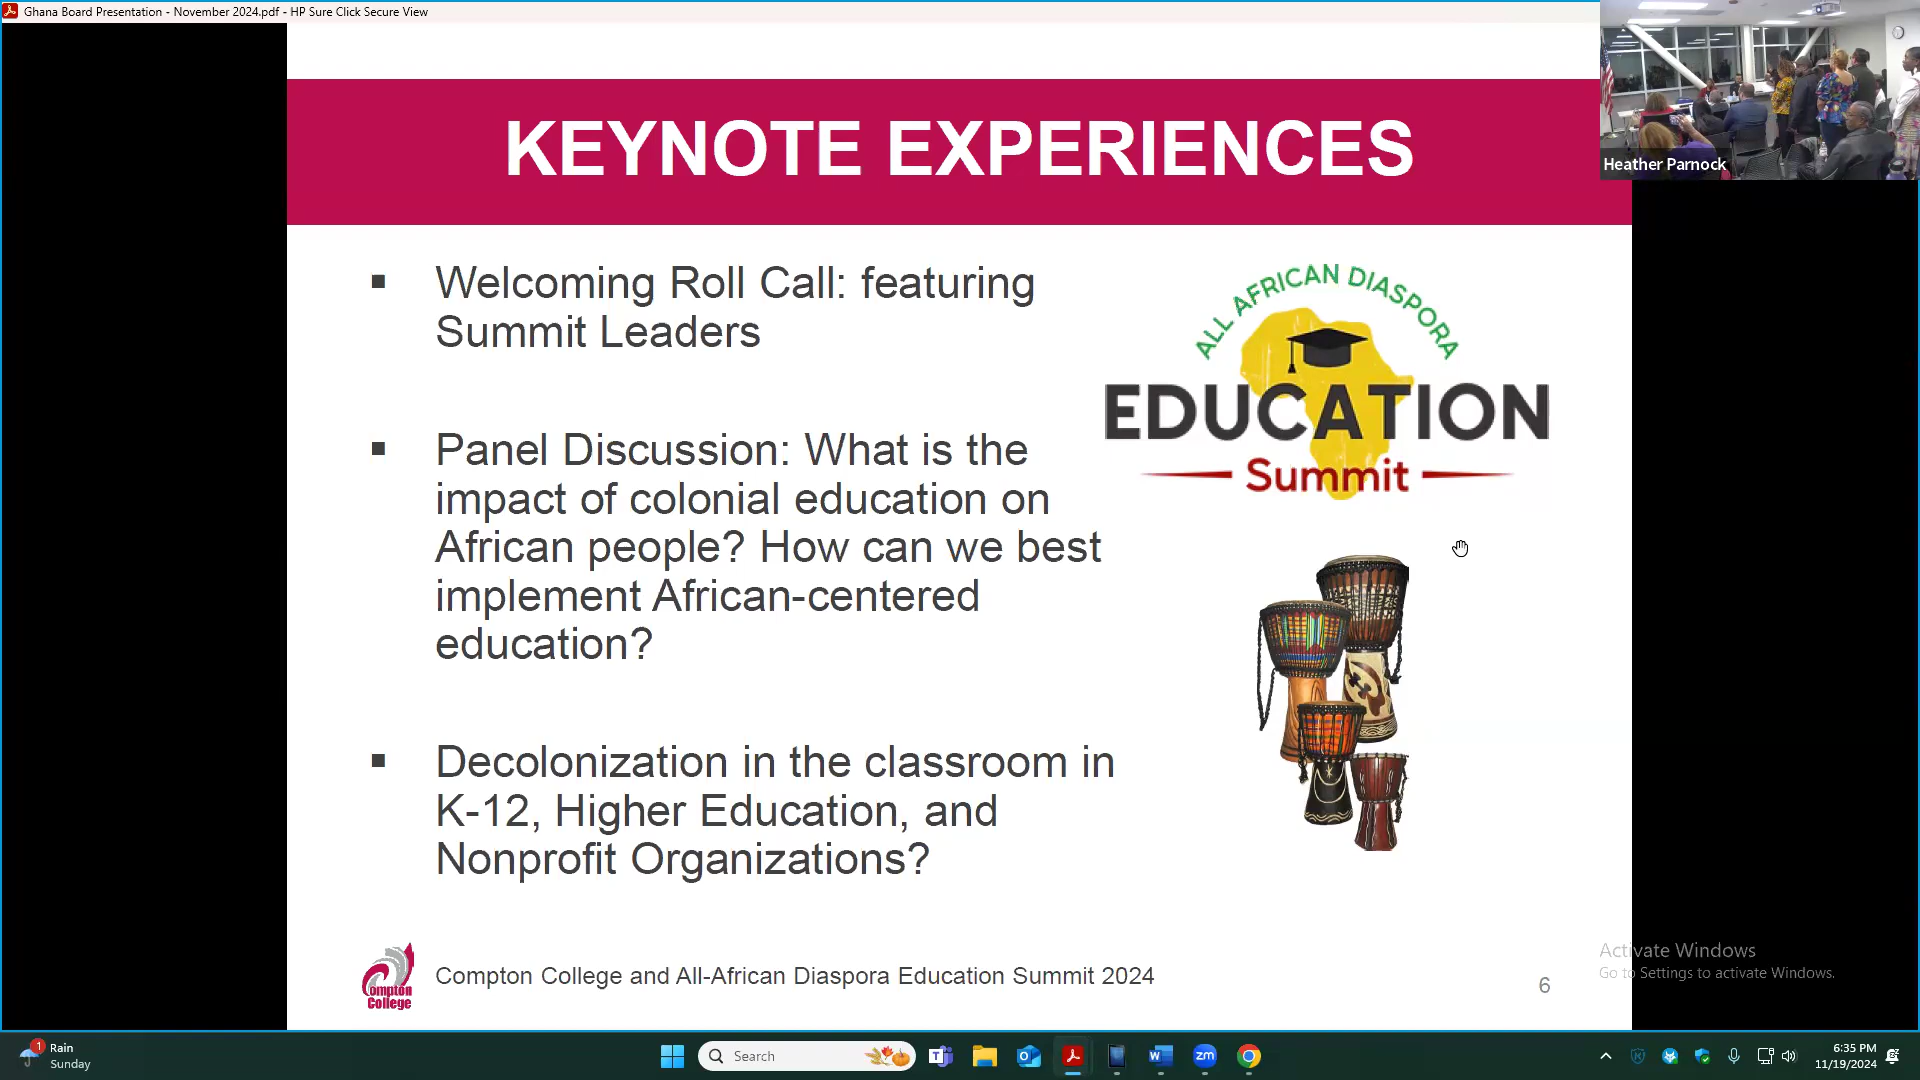 Ghana Board Presentation - November 2024.pdf - HP Sure Click Secure View
Heather Parnock
KEYNOTE EXPERIENCES
Welcoming Roll Call: featuring
Summit Leaders
Panel Discussion: What is the
impact of colonial education on
African people? How can we best
implement African-centered
education?
Decolonization in the classroom in
K-12, Higher Education, and
Nonprofit Organizations?
ALL AFRICAN DIASPORA
EDUCATION
Summit
Compton
College
Compton College and All-African Diaspora Education Summit 2024
6
Activate Windows
Go to Settings to activate Windows.
1
Rain
Sunday
Search
zm
6:35 PM
11/19/2024